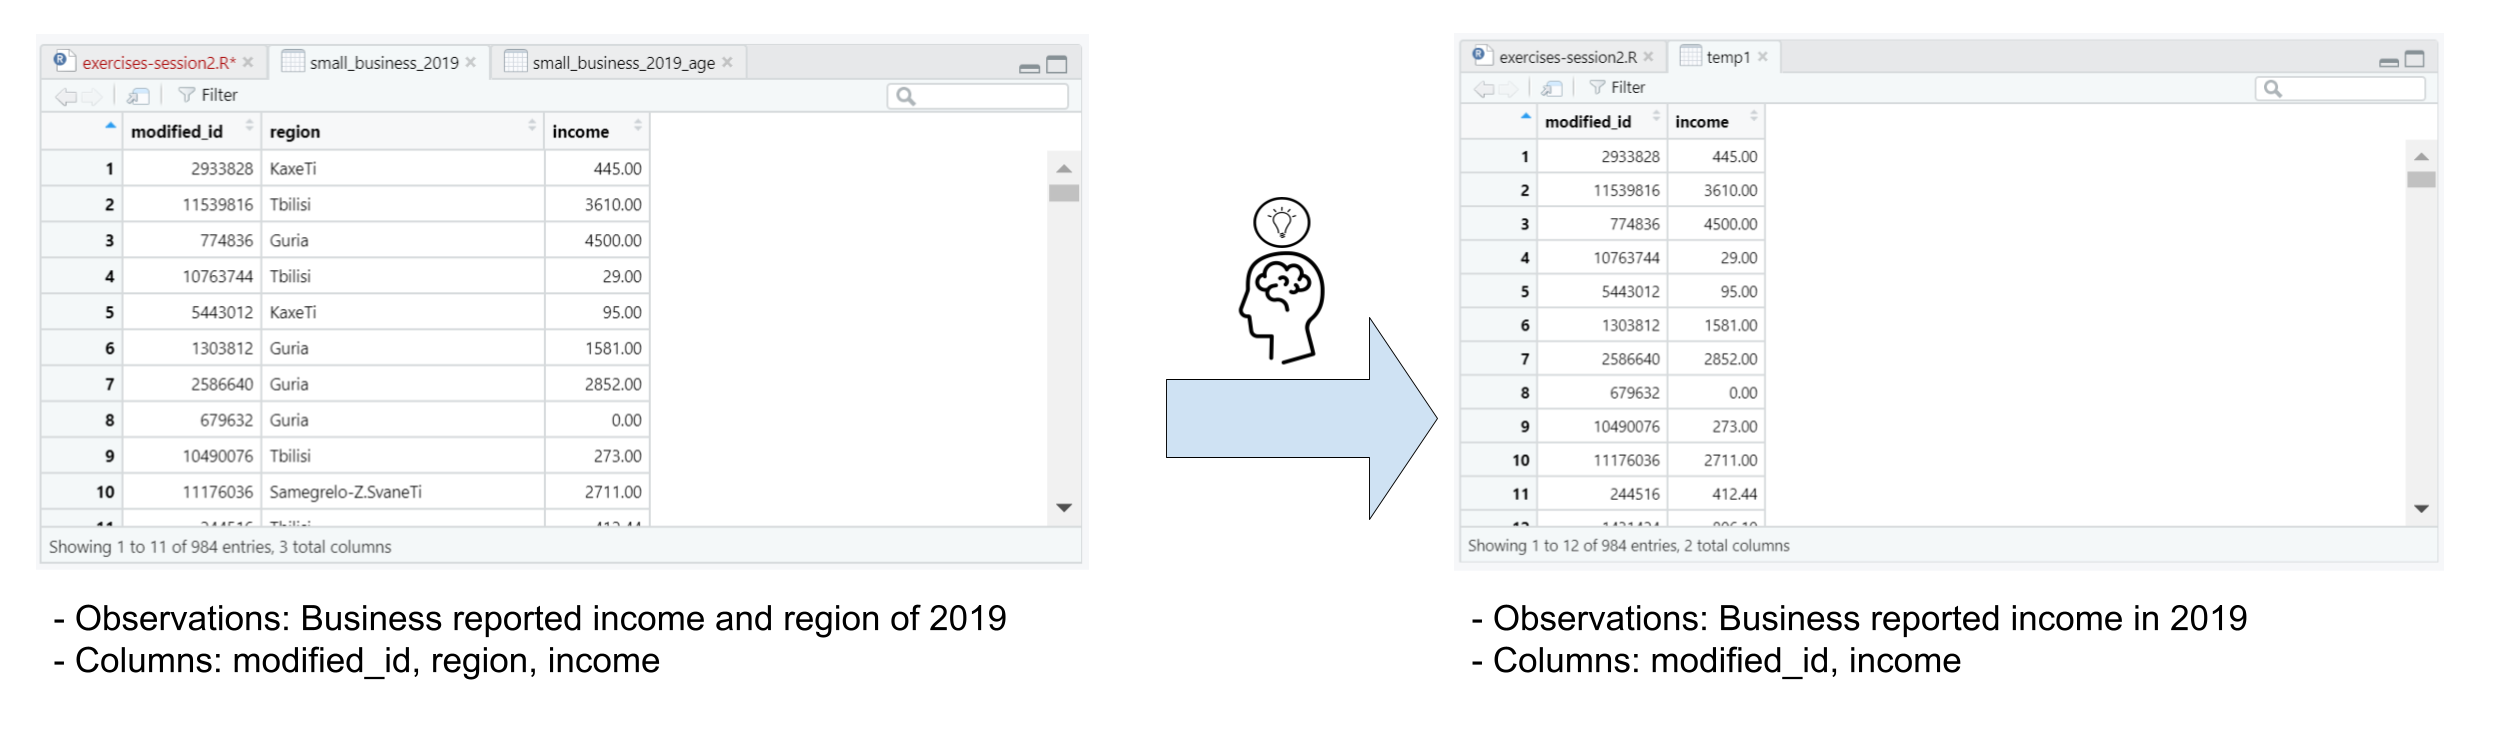 exercises-session2.R* small_business_2019 small_business_2019_age
Filter
modified_id region income
1 2933828 KaxeTi 445.00
2 11539816 Tbilisi 3610.00
3 774836 Guria 4500.00
4 10763744 Tbilisi 29.00
5 5443012 KaxeTi 95.00
6 1303812 Guria 1581.00
7 2586640 Guria 2852.00
8 679632 Guria 0.00
9 10490076 Tbilisi 273.00
10 11176036 Samegrelo-Z.SvaneTi 2711.00
11 244516 Tbilisi 412.44
Showing 1 to 11 of 984 entries, 3 total columns
- Observations: Business reported income and region of 2019
- Columns: modified_id, region, income
exercises-session2.R temp1
Filter
modified_id income
1 2933828 445.00
2 11539816 3610.00
3 774836 4500.00
4 10763744 29.00
5 5443012 95.00
6 1303812 1581.00
7 2586640 2852.00
8 679632 0.00
9 10490076 273.00
10 11176036 2711.00
11 244516 412.44
12
Showing 1 to 12 of 984 entries, 2 total columns
- Observations: Business reported income in 2019
- Columns: modified_id, income